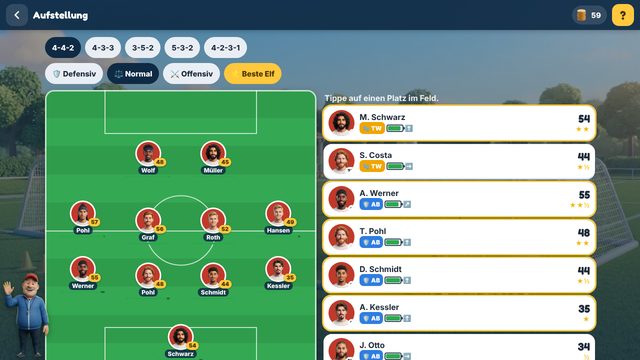 Aufstellung
59
?
4-4-2
4-3-3
3-5-2
5-3-2
4-2-3-1
Defensiv
Normal
Offensiv
Beste Elf
48
Wolf
45
Müller
57
Pohl
56
Graf
52
Roth
49
Hansen
55
Werner
48
Pohl
44
Schmidt
35
Kessler
54
Schwarz
Tippe auf einen Platz im Feld.
M. Schwarz
TW
54
S. Costa
TW
44
A. Werner
AB
55
T. Pohl
AB
48
D. Schmidt
AB
44
A. Kessler
AB
35
J. Otto
AB
34